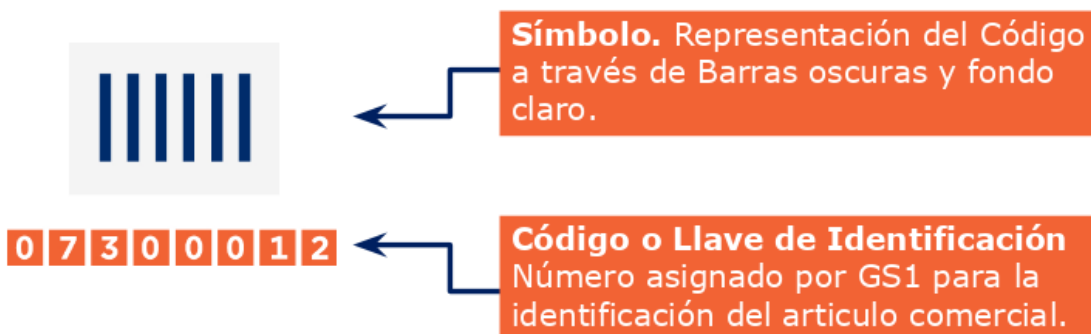 Símbolo. Representación del Código
a través de Barras oscuras y fondo
claro.
0 7 3 0 0 0 1 2
Código o Llave de Identificación
Número asignado por GS1 para la
identificación del articulo comercial.